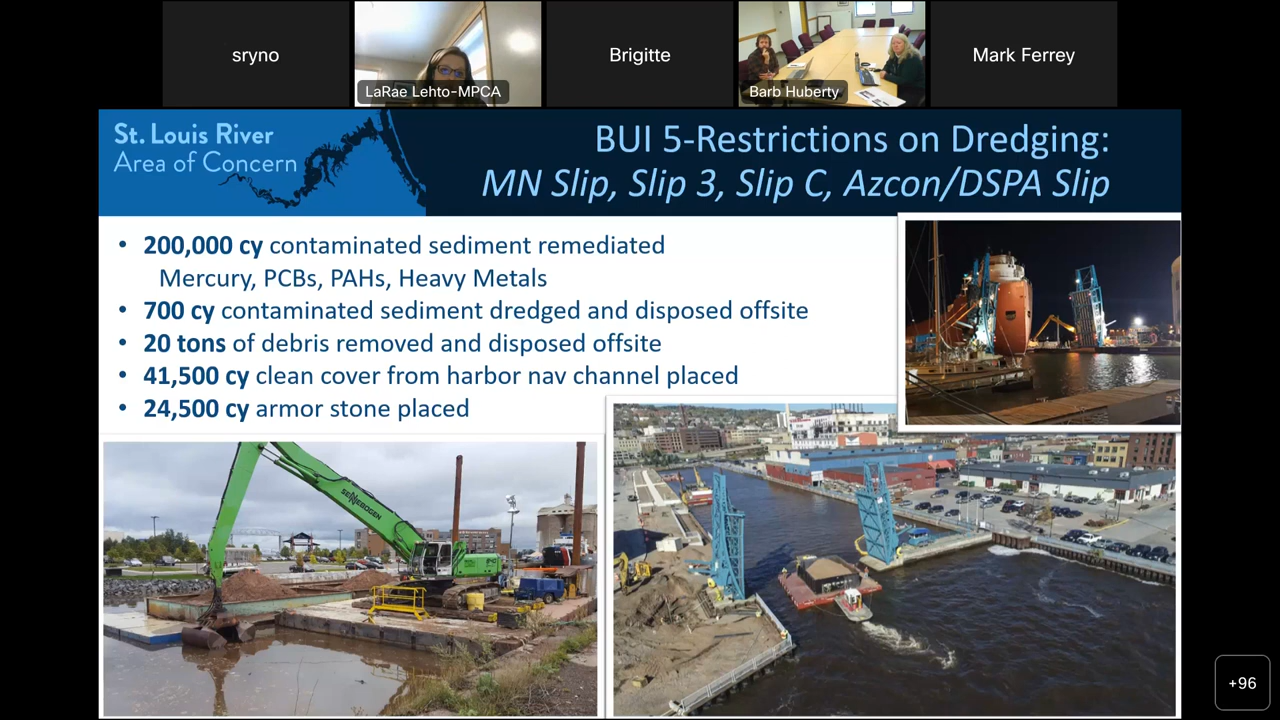 sryno
LaRae Lehto-MPCA
Brigitte
Barb Huberty
Mark Ferrey
St. Louis River
Area of Concern
BUI 5-Restrictions on Dredging:
MN Slip, Slip 3, Slip C, Azcon/DSPA Slip
• 200,000 cy contaminated sediment remediated
Mercury, PCBs, PAHs, Heavy Metals
• 700 cy contaminated sediment dredged and disposed offsite
• 20 tons of debris removed and disposed offsite
• 41,500 cy clean cover from harbor nav channel placed
• 24,500 cy armor stone placed
SENNEBOGEN
+96